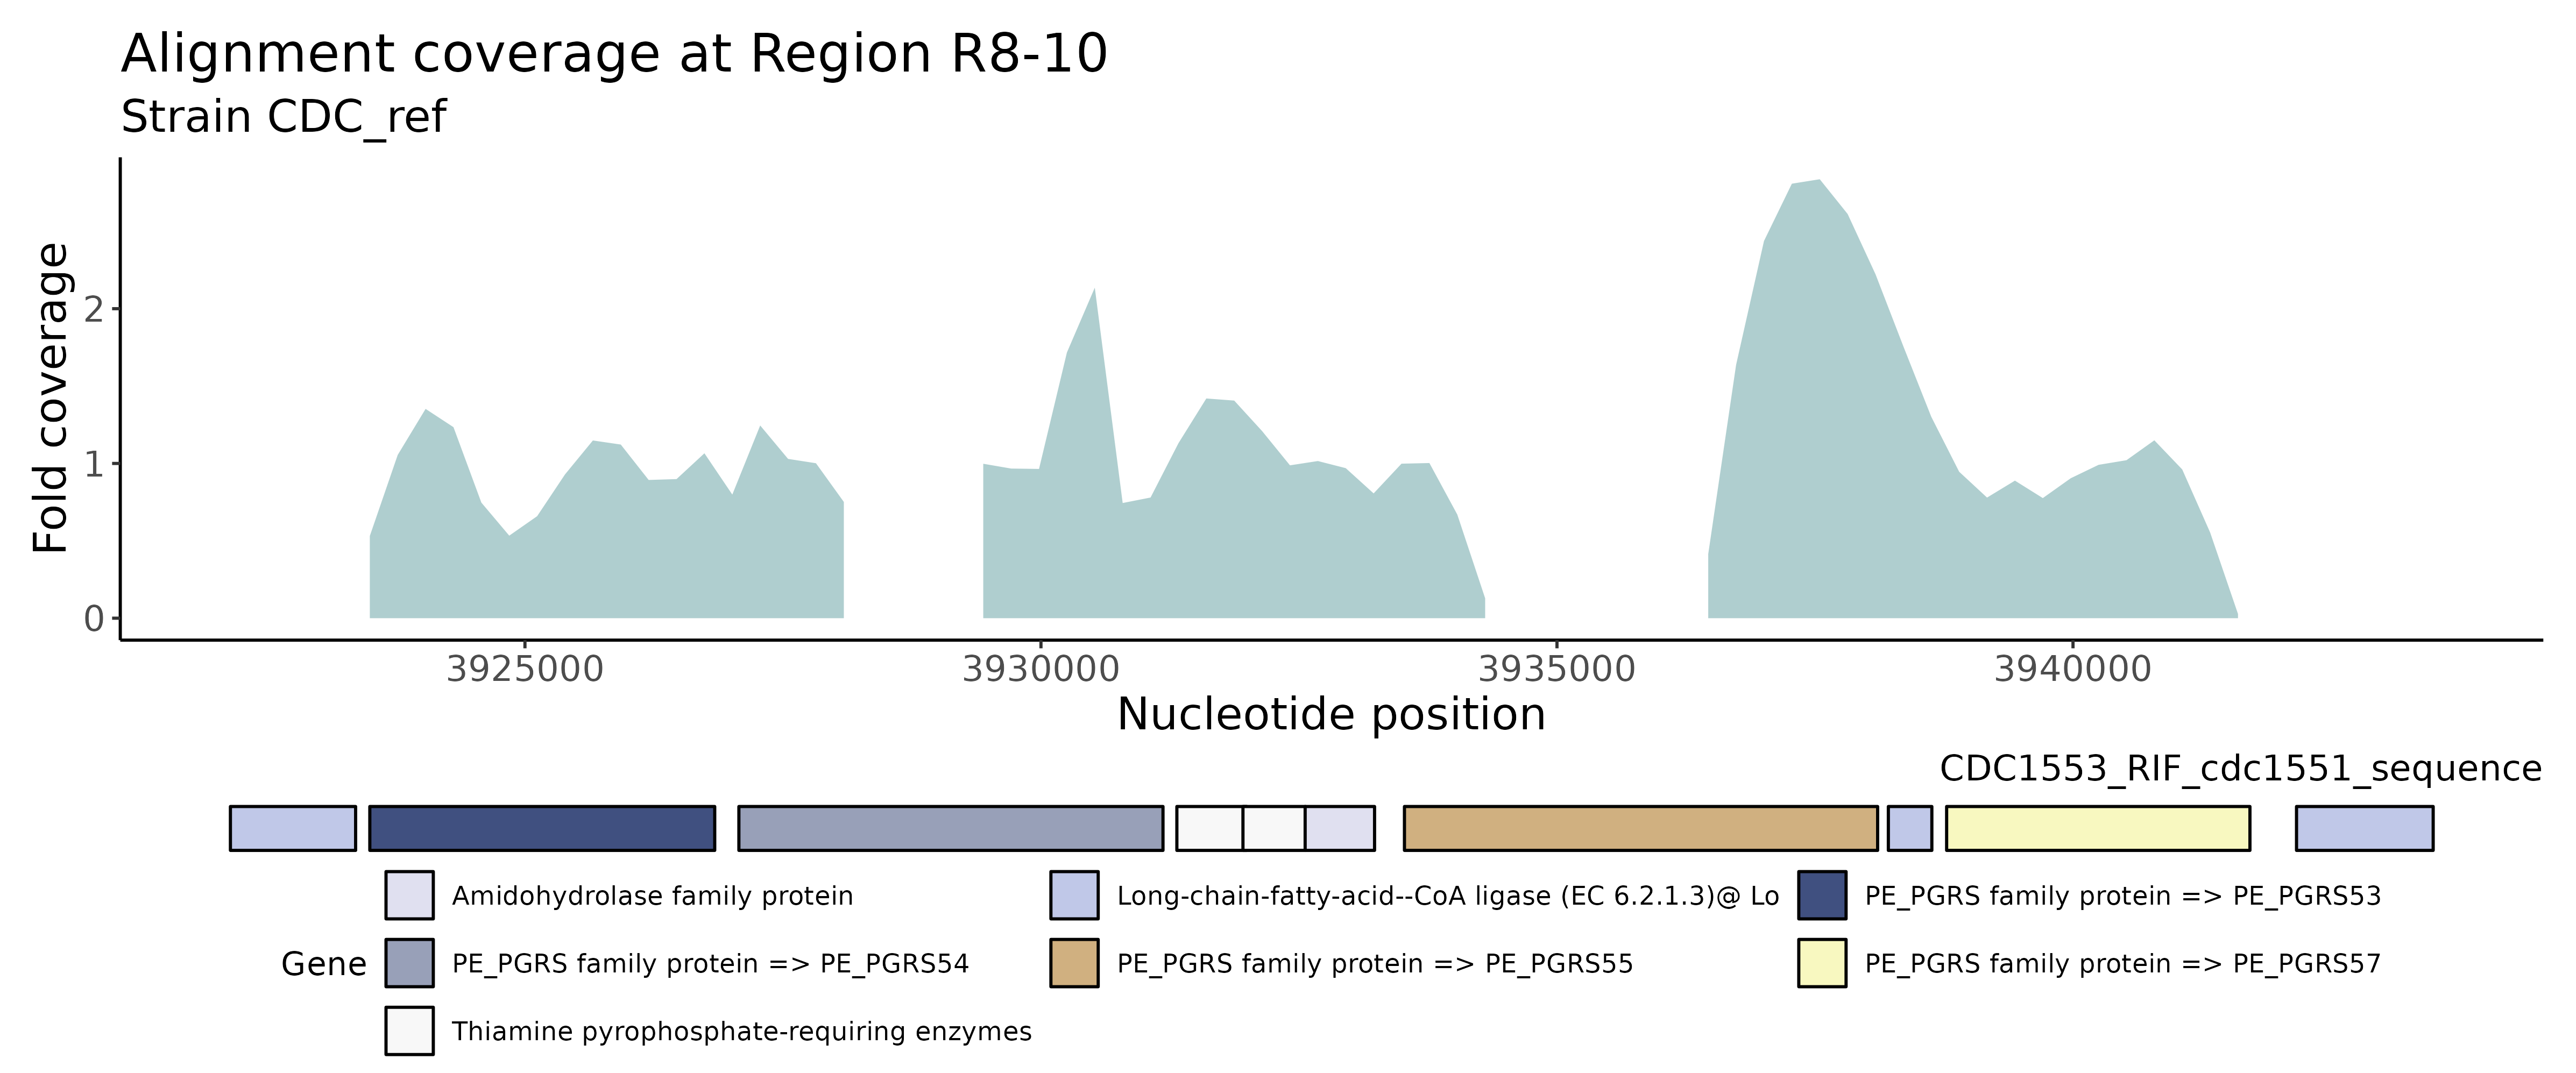 Alignment coverage at Region R8-10
Strain CDC_ref
Fold coverage
2
1
0
3925000 3930000 3935000 3940000
Nucleotide position
CDC1553_RIF_cdc1551_sequence
Gene
Amidohydrolase family protein
Long-chain-fatty-acid--CoA ligase (EC 6.2.1.3)@ Lo
PE_PGRS family protein => PE_PGRS53
PE_PGRS family protein => PE_PGRS54
PE_PGRS family protein => PE_PGRS55
PE_PGRS family protein => PE_PGRS57
Thiamine pyrophosphate-requiring enzymes